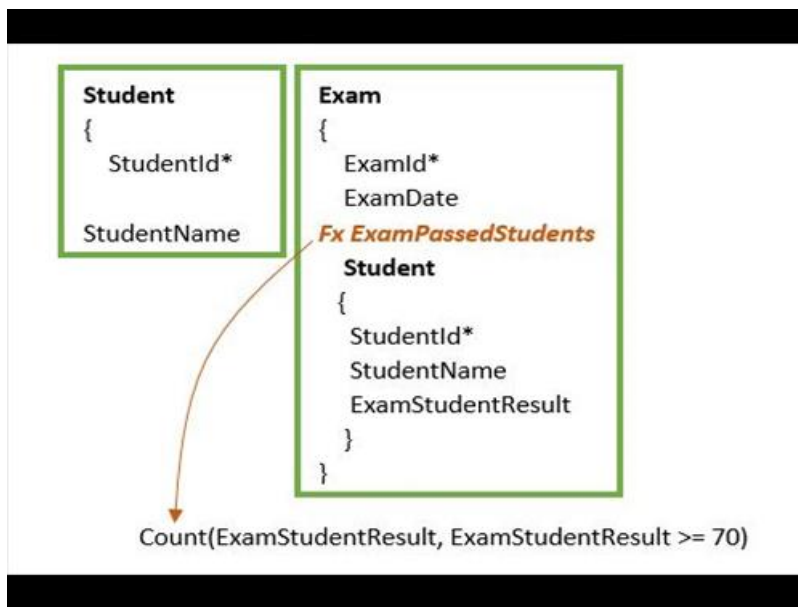 Student
{
StudentId*
StudentName
Exam
{
ExamId*
ExamDate
Fx ExamPassedStudents
Student
{
StudentId*
StudentName
ExamStudentResult
}
}
Count(ExamStudentResult, ExamStudentResult >= 70)